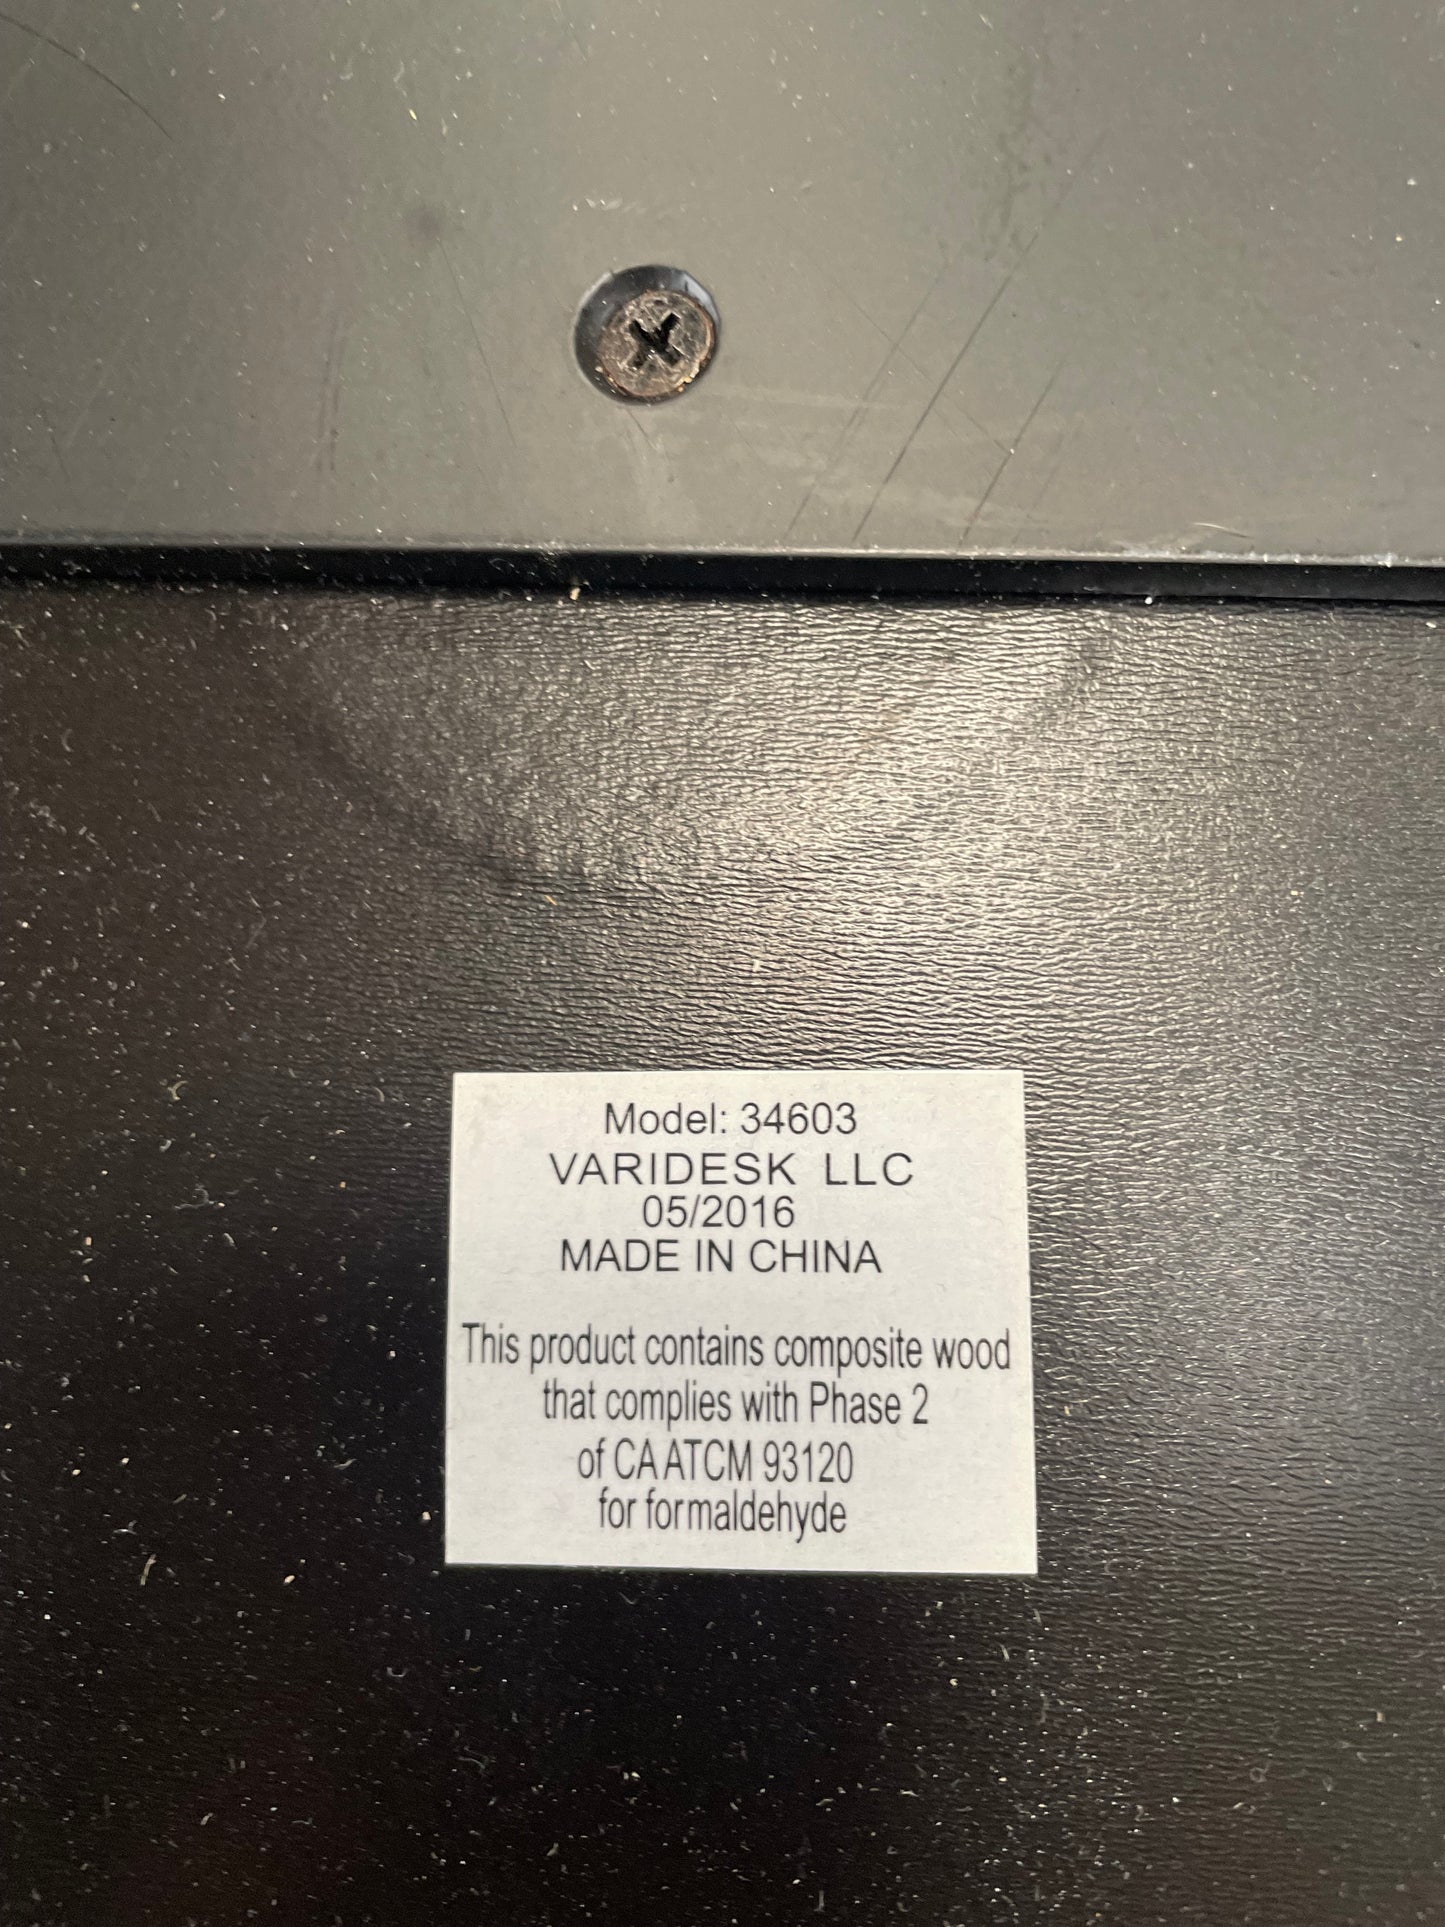 Model: 34603
VARIDESK LLC
05/2016
MADE IN CHINA
This product contains composite wood
that complies with Phase 2
of CA ATCM 93120
for formaldehyde